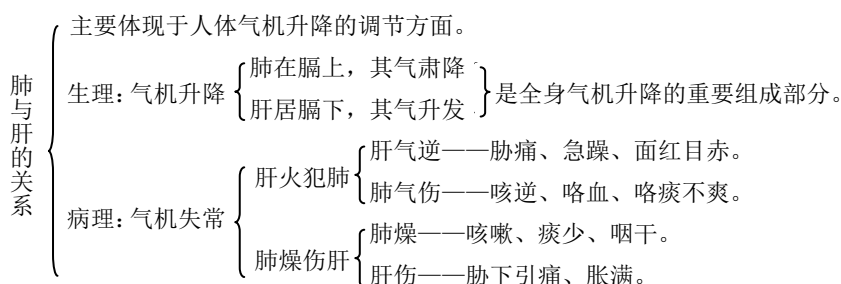 肺与肝的关系
主要体现于人体气机升降的调节方面。
生理：气机升降
肺在膈上，其气肃降
肝居膈下，其气升发
是全身气机升降的重要组成部分。
病理：气机失常
肝火犯肺
肝气逆——胁痛、急躁、面红目赤。
肺气伤——咳逆、咯血、咯痰不爽。
肺燥伤肝
肺燥——咳嗽、痰少、咽干。
肝伤——胁下引痛、胀满。